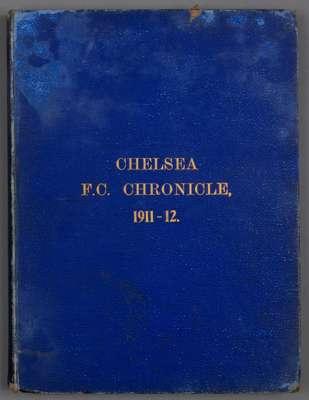 CHELSEA
F.C. CHRONICLE,
1911-12.